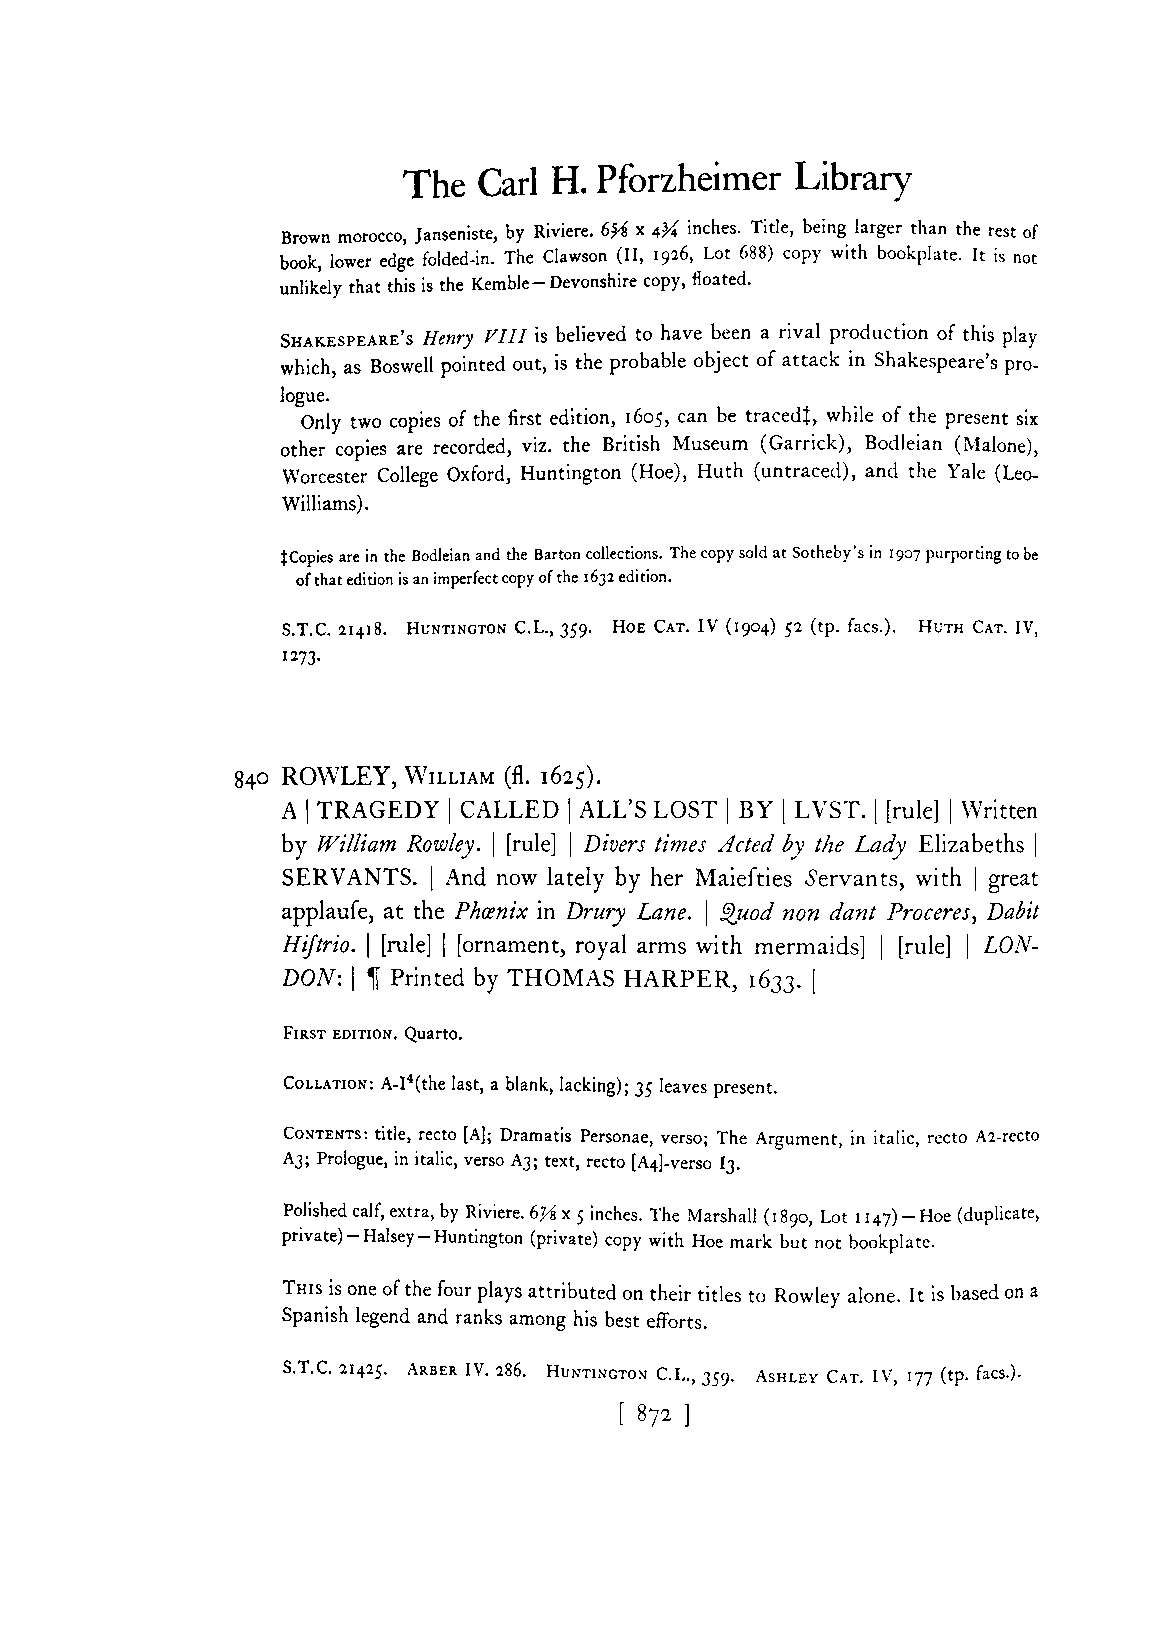 The Carl H. Pforzheimer Library
Brown morocco, Janseniste, by Riviere. 6⅝ x 4¾ inches. Title, being larger than the rest of
book, lower edge folded-in. The Clawson (II, 1926, Lot 688) copy with bookplate. It is not
unlikely that this is the Kemble—Devonshire copy, floated.
SHAKESPEARE'S Henry VIII is believed to have been a rival production of this play
which, as Boswell pointed out, is the probable object of attack in Shakespeare's pro-
logue.
Only two copies of the first edition, 1605, can be traced‡, while of the present six
other copies are recorded, viz. the British Museum (Garrick), Bodleian (Malone),
Worcester College Oxford, Huntington (Hoe), Huth (untraced), and the Yale (Leo-
Williams).
‡Copies are in the Bodleian and the Barton collections. The copy sold at Sotheby's in 1907 purporting to be
of that edition is an imperfect copy of the 1632 edition.
S.T.C. 21418. HUNTINGTON C.L., 359. HOE CAT. IV (1904) 52 (tp. facs.). HUTH CAT. IV,
1273.
840 ROWLEY, WILLIAM (fl. 1625).
A | TRAGEDY | CALLED | ALL'S LOST | BY | LVST. | [rule] | Written
by William Rowley. | [rule] | Divers times Acted by the Lady Elizabeths |
SERVANTS. | And now lately by her Maieſties Servants, with | great
applauſe, at the Phœnix in Drury Lane. | Quod non dant Proceres, Dabit
Hiſtrio. | [rule] | [ornament, royal arms with mermaids] | [rule] | LON-
DON: | ¶ Printed by THOMAS HARPER, 1633. |
FIRST EDITION. Quarto.
COLLATION: A-I⁴(the last, a blank, lacking); 35 leaves present.
CONTENTS: title, recto [A]; Dramatis Personae, verso; The Argument, in italic, recto A2-recto
A3; Prologue, in italic, verso A3; text, recto [A4]-verso I3.
Polished calf, extra, by Riviere. 6⅞ x 5 inches. The Marshall (1890, Lot 1147)—Hoe (duplicate,
private)—Halsey—Huntington (private) copy with Hoe mark but not bookplate.
THIS is one of the four plays attributed on their titles to Rowley alone. It is based on a
Spanish legend and ranks among his best efforts.
S.T.C. 21425. ARBER IV. 286. HUNTINGTON C.L., 359. ASHLEY CAT. IV, 177 (tp. facs.).
[ 872 ]